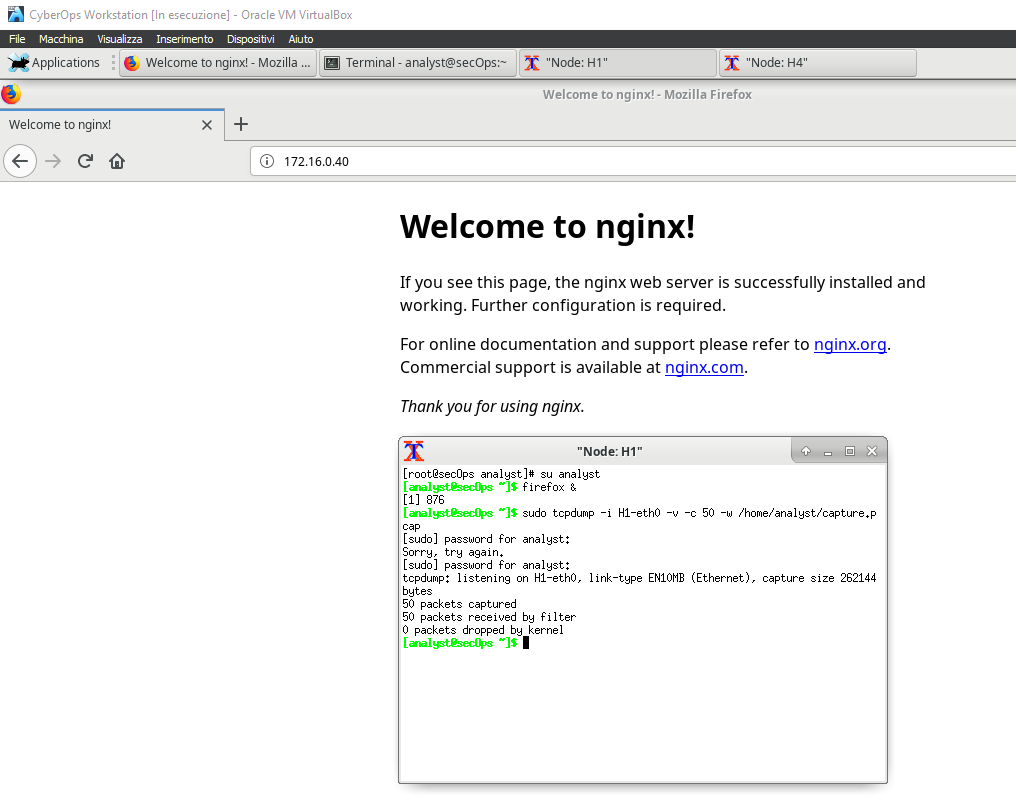 CyberOps Workstation [In esecuzione] - Oracle VM VirtualBox
File Macchina Visualizza Inserimento Dispositivi Aiuto
Applications Welcome to nginx! - Mozilla ... Terminal - analyst@secOps:~ "Node: H1" "Node: H4"
Welcome to nginx! - Mozilla Firefox
Welcome to nginx!
172.16.0.40
Welcome to nginx!
If you see this page, the nginx web server is successfully installed and
working. Further configuration is required.
For online documentation and support please refer to nginx.org.
Commercial support is available at nginx.com.
Thank you for using nginx.
"Node: H1"
[root@secOps analyst]# su analyst
[analyst@secOps ~]$ firefox &
[1] 876
[analyst@secOps ~]$ sudo tcpdump -i H1-eth0 -v -c 50 -w /home/analyst/capture.p
cap
[sudo] password for analyst:
Sorry, try again.
[sudo] password for analyst:
tcpdump: listening on H1-eth0, link-type EN10MB (Ethernet), capture size 262144
bytes
50 packets captured
50 packets received by filter
0 packets dropped by kernel
[analyst@secOps ~]$